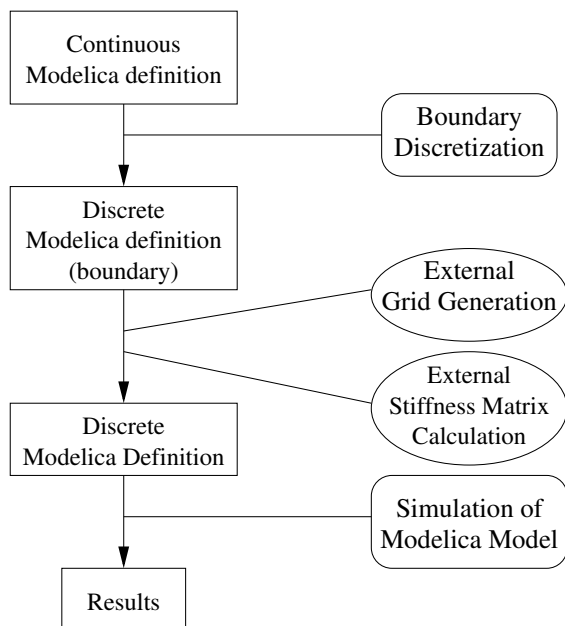 Continuous
Modelica definition
Boundary
Discretization
Discrete
Modelica definition
(boundary)
External
Grid Generation
External
Stiffness Matrix
Calculation
Discrete
Modelica Definition
Simulation of
Modelica Model
Results